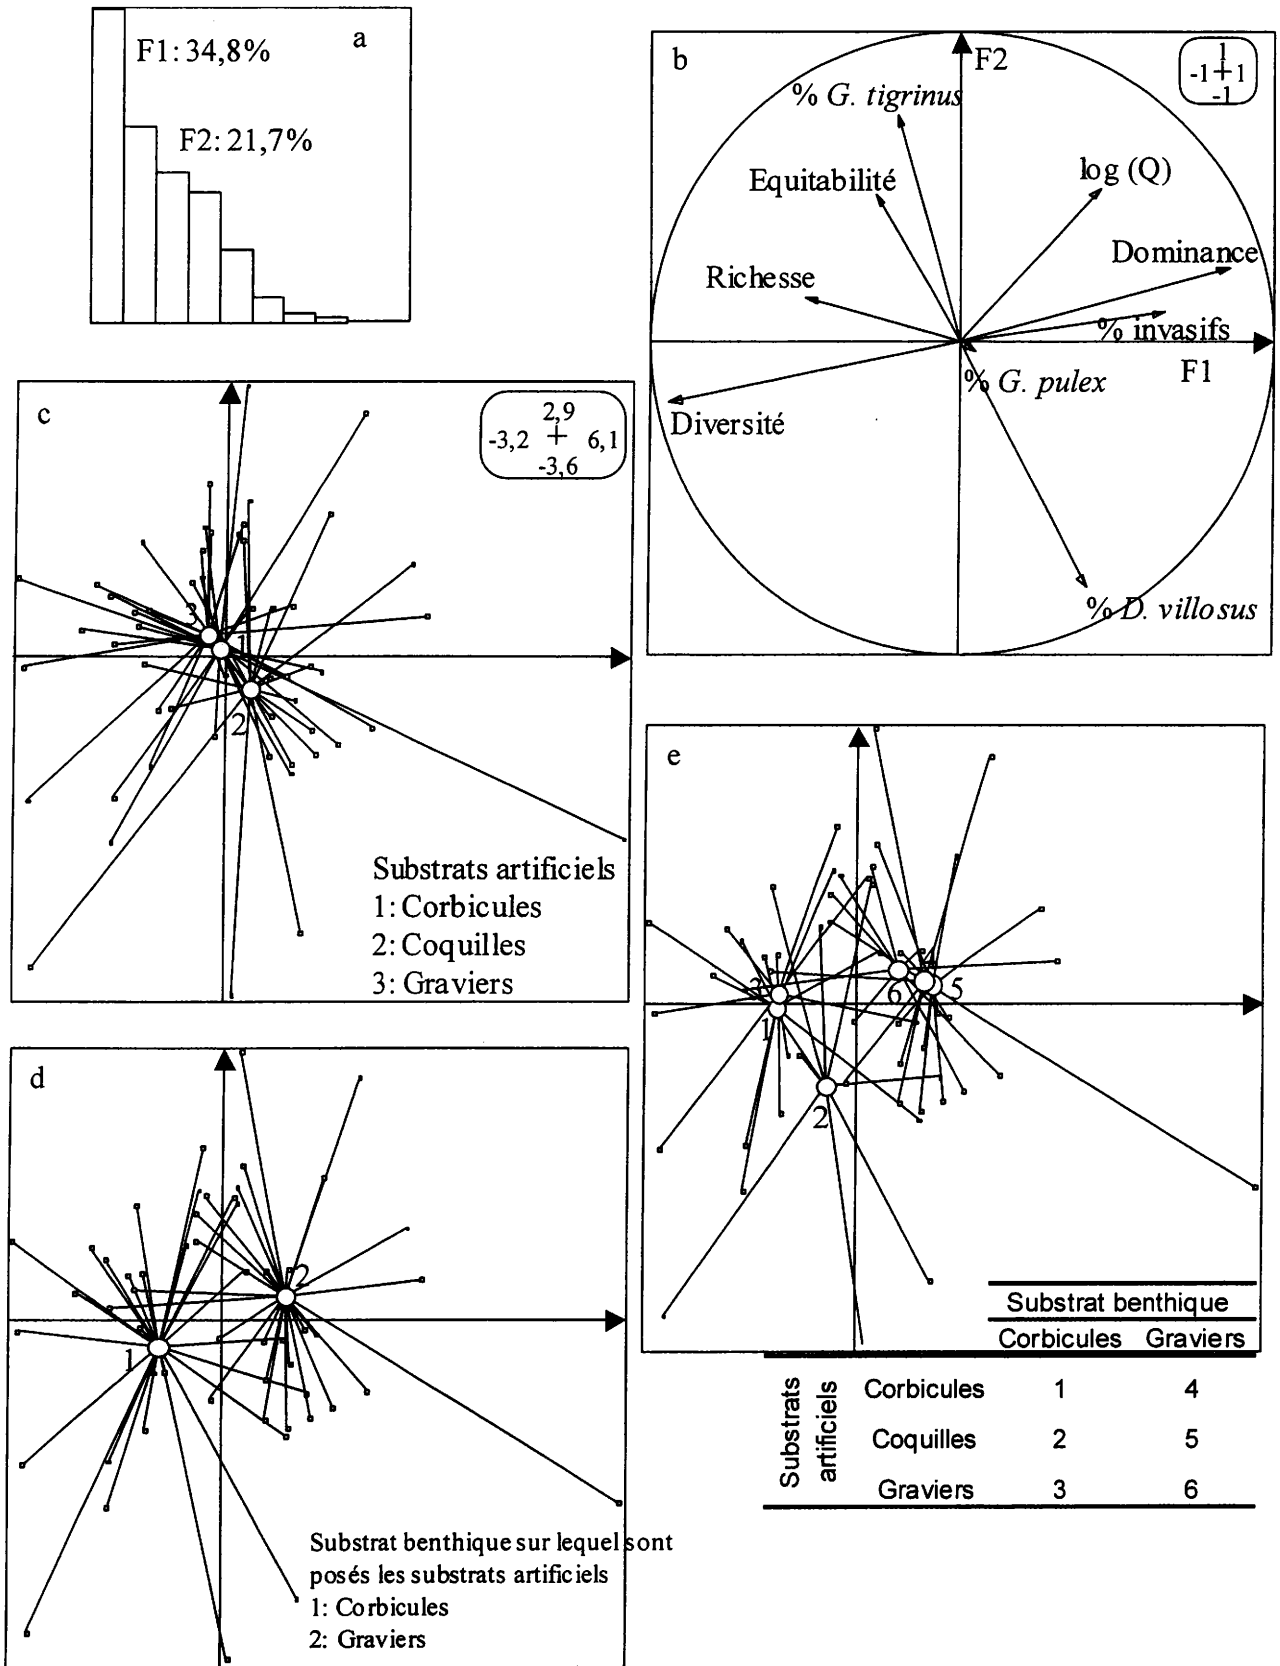 a
F1: 34,8%
F2: 21,7%
b
F2
1
-1 1
-1
% G. tigrinus
log (Q)
Equitabilité
Dominance
Richesse
% invasifs
F1
% G. pulex
Diversité
% D. villosus
c
2,9
-3,2 6,1
-3,6
3
1
2
Substrats artificiels
1: Corbicules
2: Coquilles
3: Graviers
d
2
1
Substrat benthique sur lequel sont
posés les substrats artificiels
1: Corbicules
2: Graviers
e
3
6 5
1
2
Substrat benthique
Corbicules Graviers
Substrats
artificiels
Corbicules 1 4
Coquilles 2 5
Graviers 3 6